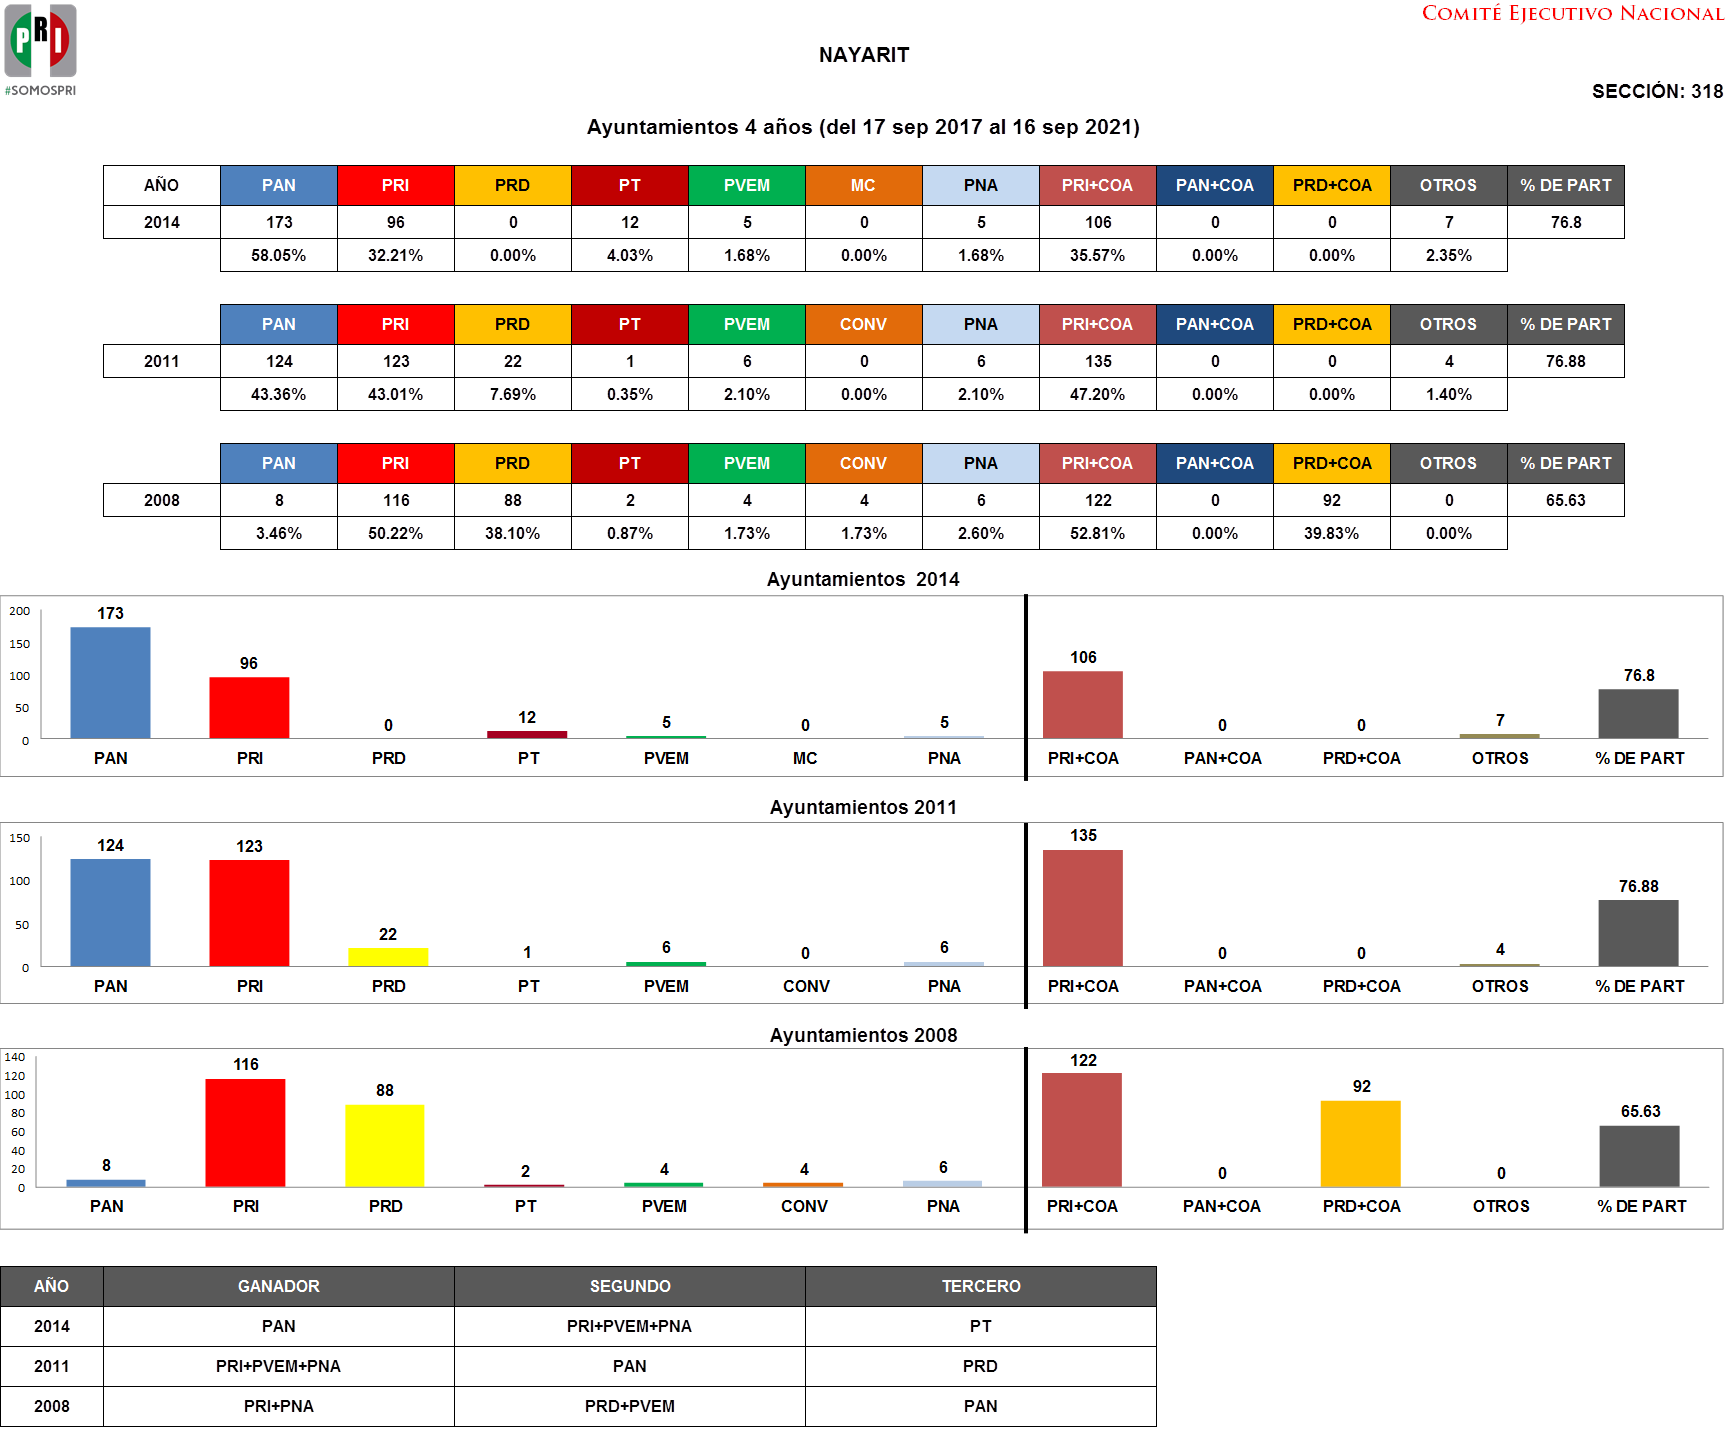 COMITÉ EJECUTIVO NACIONAL
PRI
#SOMOSPRI
NAYARIT
SECCIÓN: 318
Ayuntamientos 4 años (del 17 sep 2017 al 16 sep 2021)
AÑO PAN PRI PRD PT PVEM MC PNA PRI+COA PAN+COA PRD+COA OTROS % DE PART
2014 173 96 0 12 5 0 5 106 0 0 7 76.8
58.05% 32.21% 0.00% 4.03% 1.68% 0.00% 1.68% 35.57% 0.00% 0.00% 2.35%
PAN PRI PRD PT PVEM CONV PNA PRI+COA PAN+COA PRD+COA OTROS % DE PART
2011 124 123 22 1 6 0 6 135 0 0 4 76.88
43.36% 43.01% 7.69% 0.35% 2.10% 0.00% 2.10% 47.20% 0.00% 0.00% 1.40%
PAN PRI PRD PT PVEM CONV PNA PRI+COA PAN+COA PRD+COA OTROS % DE PART
2008 8 116 88 2 4 4 6 122 0 92 0 65.63
3.46% 50.22% 38.10% 0.87% 1.73% 1.73% 2.60% 52.81% 0.00% 39.83% 0.00%
Ayuntamientos 2014
200
150
100
50
0
173 96 0 12 5 0 5 106 0 0 7 76.8
PAN PRI PRD PT PVEM MC PNA PRI+COA PAN+COA PRD+COA OTROS % DE PART
Ayuntamientos 2011
150
100
50
0
124 123 22 1 6 0 6 135 0 0 4 76.88
PAN PRI PRD PT PVEM CONV PNA PRI+COA PAN+COA PRD+COA OTROS % DE PART
Ayuntamientos 2008
140
120
100
80
60
40
20
0
8 116 88 2 4 4 6 122 0 92 0 65.63
PAN PRI PRD PT PVEM CONV PNA PRI+COA PAN+COA PRD+COA OTROS % DE PART
AÑO GANADOR SEGUNDO TERCERO
2014 PAN PRI+PVEM+PNA PT
2011 PRI+PVEM+PNA PAN PRD
2008 PRI+PNA PRD+PVEM PAN